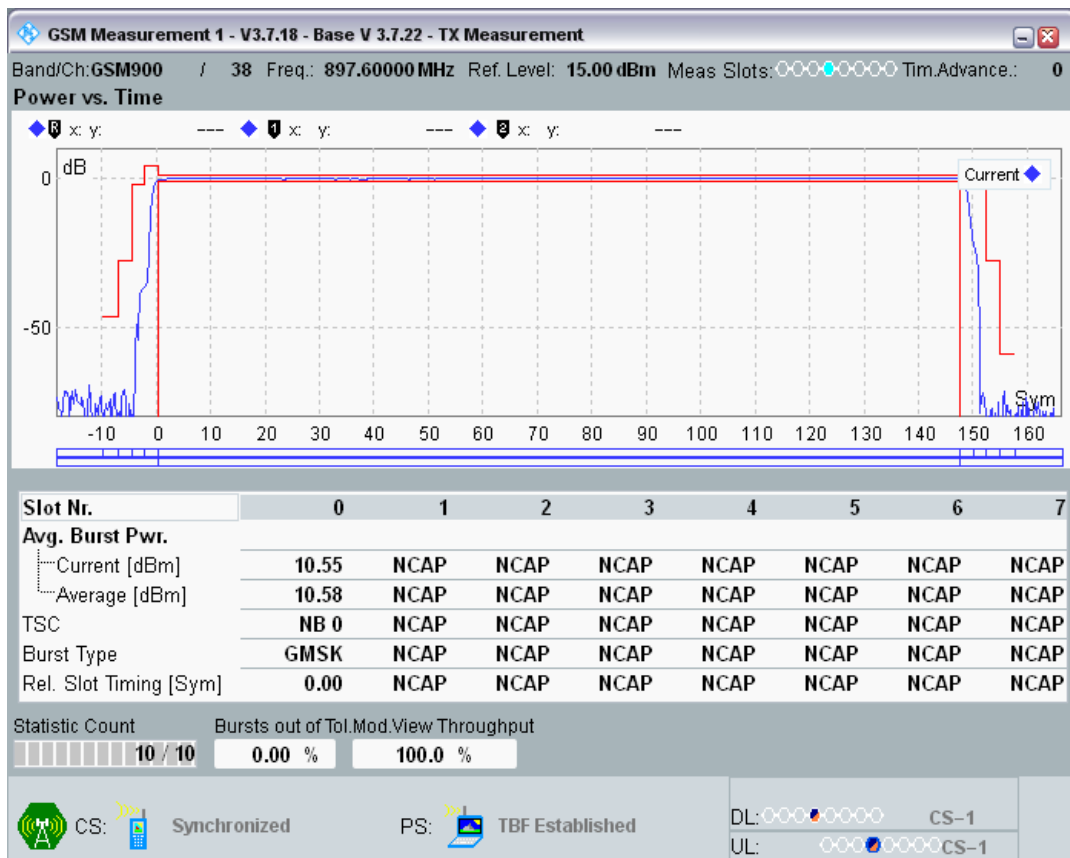 GSM Measurement 1 - V3.7.18 - Base V 3.7.22 - TX Measurement
Band/Ch:GSM900 / 38 Freq.: 897.60000 MHz Ref. Level: 15.00 dBm Meas Slots: Tim.Advance.: 0
Power vs. Time
R x: y: --- 1 x: y: --- 2 x: y: ---
dB
0
Current
-50
Sym
-10 0 10 20 30 40 50 60 70 80 90 100 110 120 130 140 150 160
Slot Nr. 0 1 2 3 4 5 6 7
Avg. Burst Pwr.
Current [dBm] 10.55 NCAP NCAP NCAP NCAP NCAP NCAP NCAP
Average [dBm] 10.58 NCAP NCAP NCAP NCAP NCAP NCAP NCAP
TSC NB 0 NCAP NCAP NCAP NCAP NCAP NCAP NCAP
Burst Type GMSK NCAP NCAP NCAP NCAP NCAP NCAP NCAP
Rel. Slot Timing [Sym] 0.00 NCAP NCAP NCAP NCAP NCAP NCAP NCAP
Statistic Count Bursts out of Tol. Mod.View Throughput
10 / 10 0.00 % 100.0 %
CS: Synchronized PS: TBF Established DL: CS-1
UL: CS-1